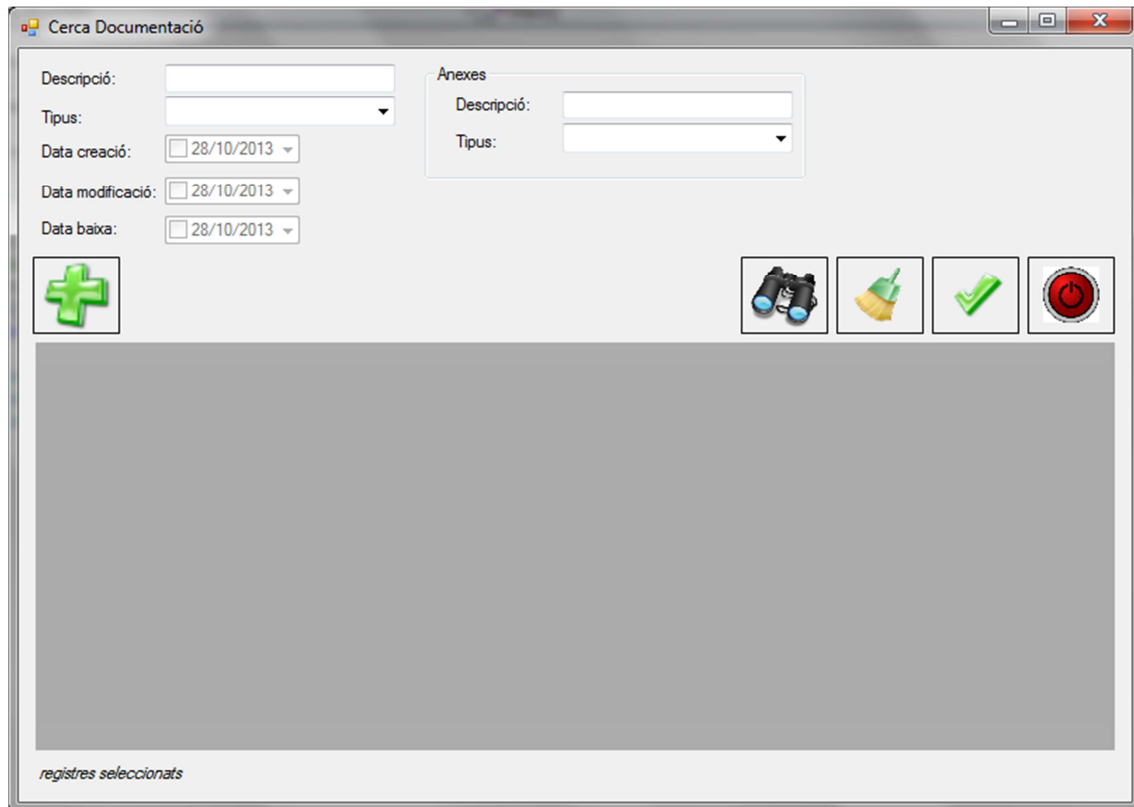 Cerca Documentació
Descripció:
Tipus:
Data creació: 28/10/2013
Data modificació: 28/10/2013
Data baixa: 28/10/2013
Anexes
Descripció:
Tipus:
registres seleccionats